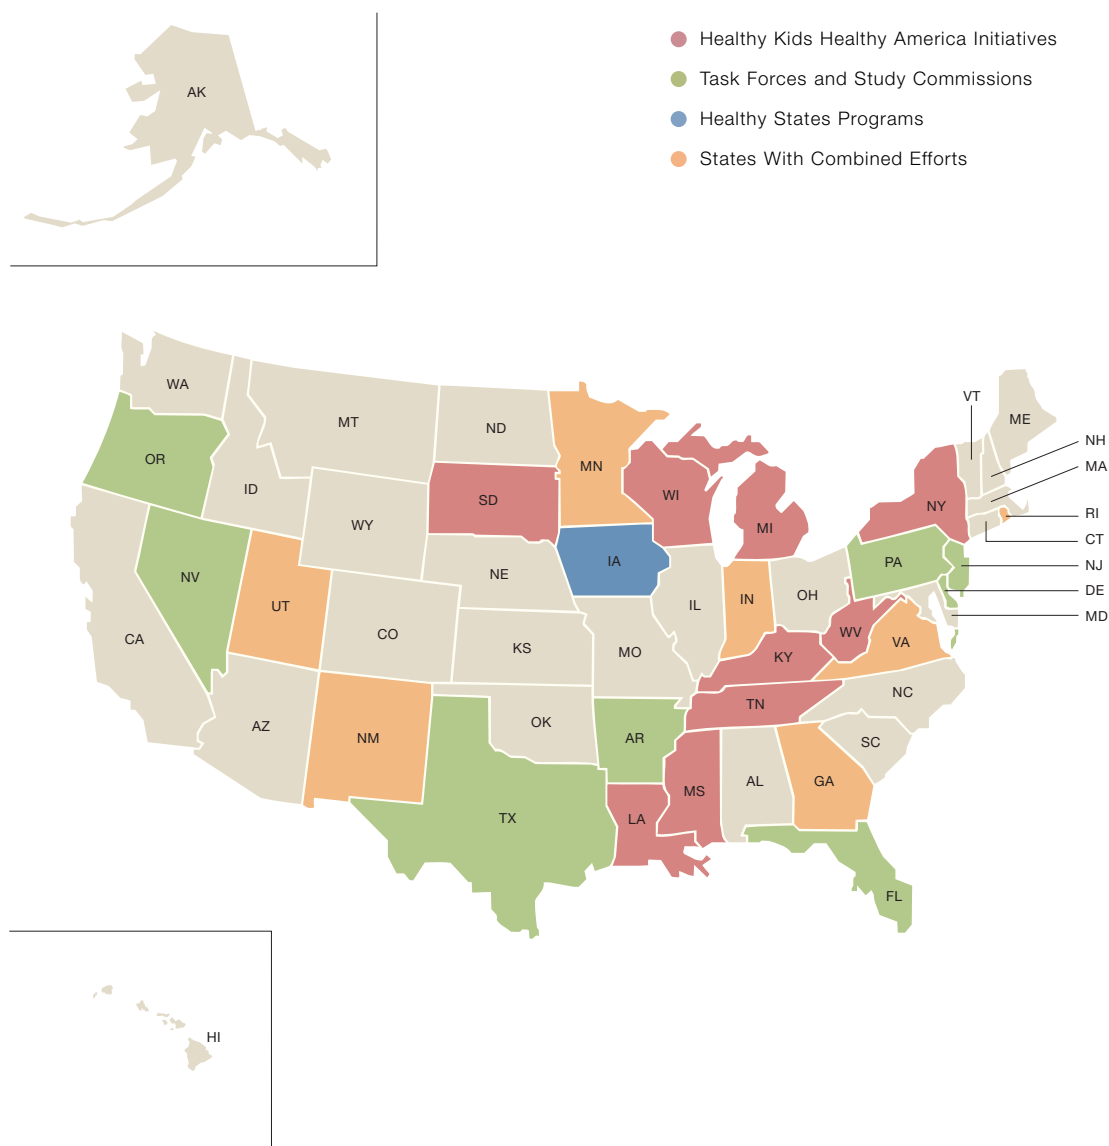 Healthy Kids Healthy America Initiatives
Task Forces and Study Commissions
Healthy States Programs
States With Combined Efforts
AK
WA
MT
ND
MN
VT
ME
NH
MA
OR
ID
SD
WI
MI
NY
RI
CT
WY
NV
UT
NE
IA
IL
IN
OH
PA
NJ
DE
MD
CA
CO
KS
MO
KY
WV
VA
AZ
NM
OK
AR
TN
NC
SC
TX
LA
MS
AL
GA
FL
HI